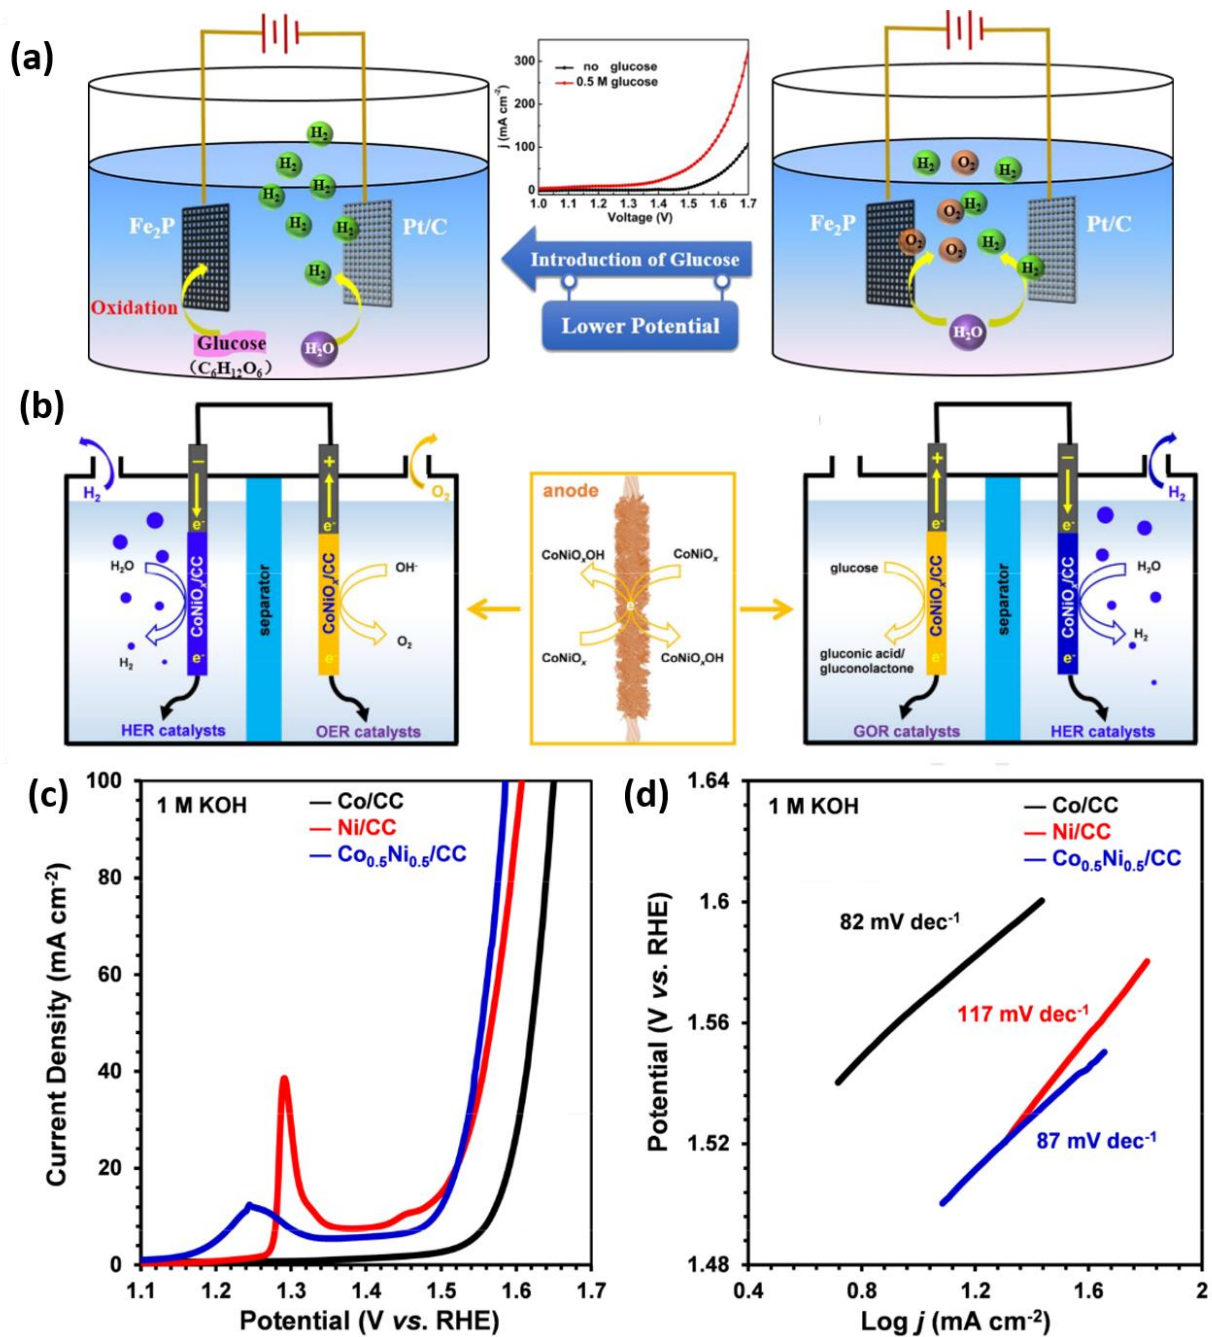 (a)
Fe₂P
Pt/C
H₂
H₂
H₂
H₂
H₂
H₂
H₂
Oxidation
Glucose
(C₆H₁₂O₆)
H₂O
j (mA cm⁻²)
300
200
100
0
no glucose
0.5 M glucose
1.0 1.1 1.2 1.3 1.4 1.5 1.6 1.7
Voltage (V)
Introduction of Glucose
Lower Potential
Fe₂P
Pt/C
H₂
O₂
H₂
O₂
H₂
O₂
O₂
H₂
H₂
H₂O
(b)
H₂
O₂
−
+
e⁻
e⁻
H₂O
H₂
CoNiOₓ/CC
e⁻
separator
CoNiOₓ/CC
e⁻
OH⁻
O₂
HER catalysts
OER catalysts
anode
CoNiOₓOH
CoNiOₓ
e⁻
CoNiOₓ
CoNiOₓOH
+
−
H₂
e⁻
e⁻
glucose
gluconic acid/
gluconolactone
CoNiOₓ/CC
e⁻
separator
CoNiOₓ/CC
e⁻
H₂O
H₂
GOR catalysts
HER catalysts
(c)
1 M KOH
Co/CC
Ni/CC
Co₀.₅Ni₀.₅/CC
Current Density (mA cm⁻²)
100
80
60
40
20
0
1.1 1.2 1.3 1.4 1.5 1.6 1.7
Potential (V vs. RHE)
(d)
1 M KOH
Co/CC
Ni/CC
Co₀.₅Ni₀.₅/CC
82 mV dec⁻¹
117 mV dec⁻¹
87 mV dec⁻¹
Potential (V vs. RHE)
1.64
1.6
1.56
1.52
1.48
0.4 0.8 1.2 1.6 2
Log j (mA cm⁻²)